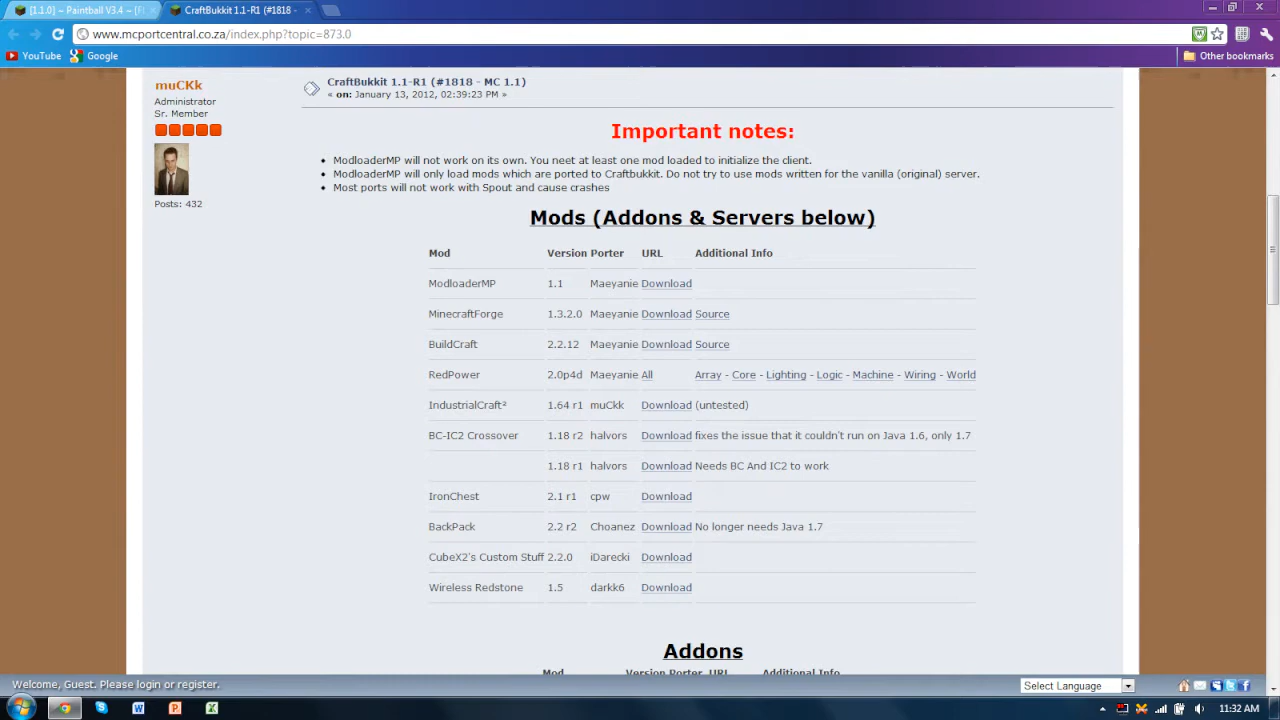 [1.1.0] ~ Paintball V3.4 ~ [F
CraftBukkit 1.1-R1 (#1818 -
www.mcportcentral.co.za/index.php?topic=873.0
YouTube
Google
Other bookmarks
muCKk
Administrator
Sr. Member
Posts: 432
CraftBukkit 1.1-R1 (#1818 - MC 1.1)
« on: January 13, 2012, 02:39:23 PM »
Important notes:
• ModloaderMP will not work on its own. You neet at least one mod loaded to initialize the client.
• ModloaderMP will only load mods which are ported to Craftbukkit. Do not try to use mods written for the vanilla (original) server.
• Most ports will not work with Spout and cause crashes
Mods (Addons & Servers below)
Mod Version Porter URL Additional Info
ModloaderMP 1.1 Maeyanie Download
MinecraftForge 1.3.2.0 Maeyanie Download Source
BuildCraft 2.2.12 Maeyanie Download Source
RedPower 2.0p4d Maeyanie All Array - Core - Lighting - Logic - Machine - Wiring - World
IndustrialCraft² 1.64 r1 muCkk Download (untested)
BC-IC2 Crossover 1.18 r2 halvors Download fixes the issue that it couldn't run on Java 1.6, only 1.7
1.18 r1 halvors Download Needs BC And IC2 to work
IronChest 2.1 r1 cpw Download
BackPack 2.2 r2 Choanez Download No longer needs Java 1.7
CubeX2's Custom Stuff 2.2.0 iDarecki Download
Wireless Redstone 1.5 darkk6 Download
Addons
Mod Version Porter URL Additional Info
Welcome, Guest. Please login or register.
Select Language
11:32 AM